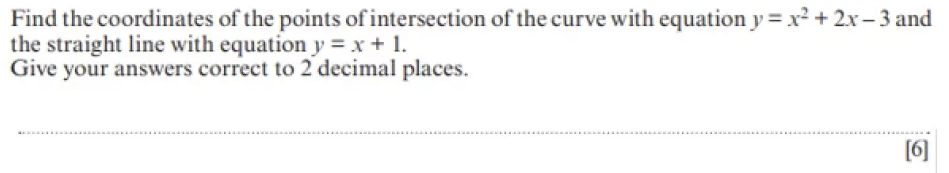 Find the coordinates of the points of intersection of the curve with equation y = x² + 2x – 3 and
the straight line with equation y = x + 1.
Give your answers correct to 2 decimal places.
[6]